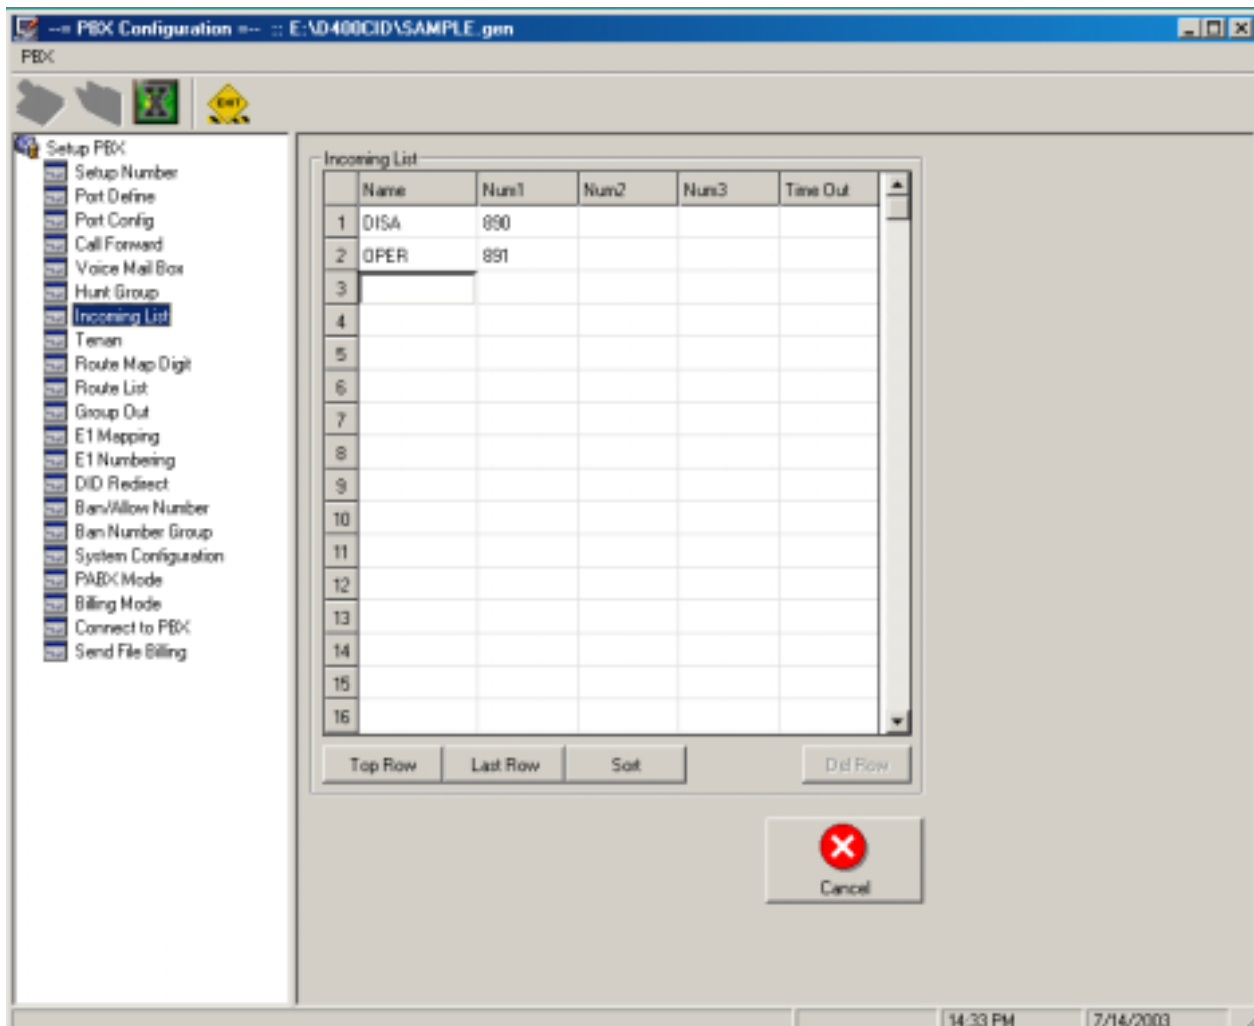 --= PBX Configuration =-- :: E:\D400CID\SAMPLE.gen
PBX
EXIT
Setup PBX
Setup Number
Port Define
Port Config
Call Forward
Voice Mail Box
Hunt Group
Incoming List
Tenan
Route Map Digit
Route List
Group Out
E1 Mapping
E1 Numbering
DID Redirect
Ban/Allow Number
Ban Number Group
System Configuration
PABX Mode
Billing Mode
Connect to PBX
Send File Billing
Incoming List
Name Num1 Num2 Num3 Time Out
1 DISA 890
2 OPER 891
3
4
5
6
7
8
9
10
11
12
13
14
15
16
Top Row Last Row Sort Del Row
Cancel
14:33 PM 7/14/2003